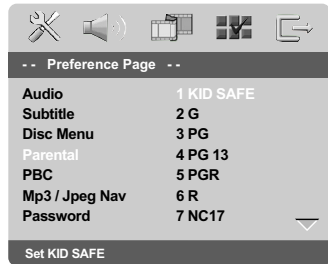 - - Preference Page - -
Audio 1 KID SAFE
Subtitle 2 G
Disc Menu 3 PG
Parental 4 PG 13
PBC 5 PGR
Mp3 / Jpeg Nav 6 R
Password 7 NC17
Set KID SAFE